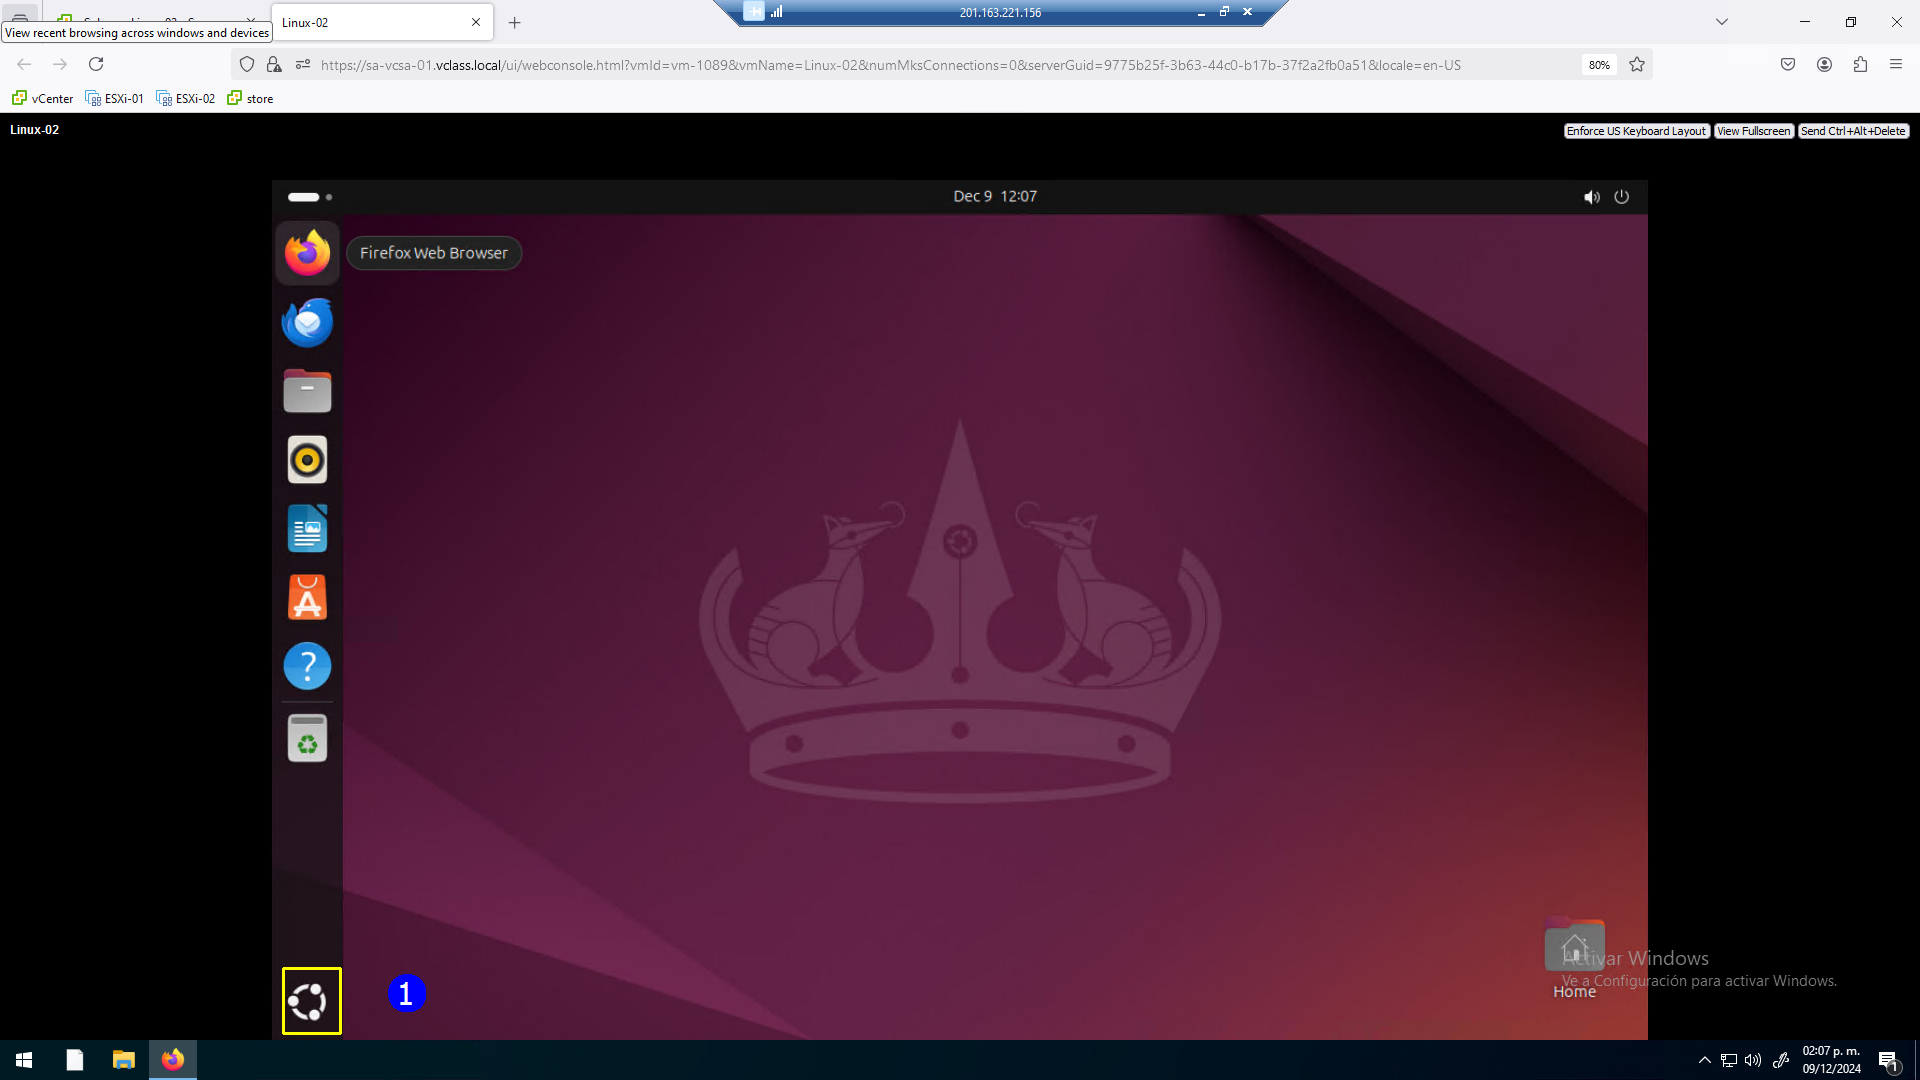 Linux-02
201.163.221.156
View recent browsing across windows and devices
https://sa-vcsa-01.vclass.local/ui/webconsole.html?vmId=vm-1089&vmName=Linux-02&numMksConnections=0&serverGuid=9775b25f-3b63-44c0-b17b-37f2a2fb0a51&locale=en-US
80%
vCenter ESXi-01 ESXi-02 store
Linux-02
Enforce US Keyboard Layout View Fullscreen Send Ctrl+Alt+Delete
Dec 9 12:07
Firefox Web Browser
Activar Windows
Ve a Configuración para activar Windows.
Home
1
02:07 p. m.
09/12/2024
1